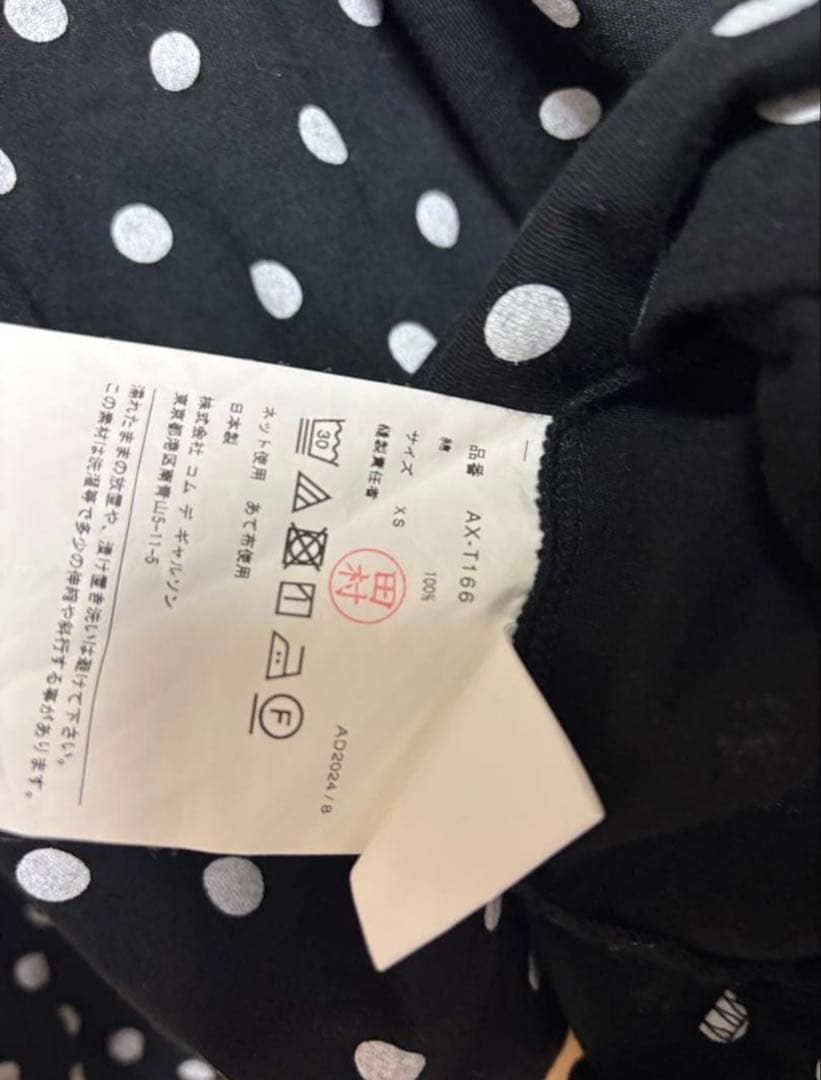 品番 AX-T166
綿 100%
サイズ XS
縫製責任者 田村
AD2024/8
30 F
ネット使用 あて布使用
日本製
株式会社 コム デ ギャルソン
東京都港区南青山5-11-5
濡れたままの放置や、漬け置き洗いは避けて下さい。
この素材は洗濯等で多少の伸縮や斜行する事があります。